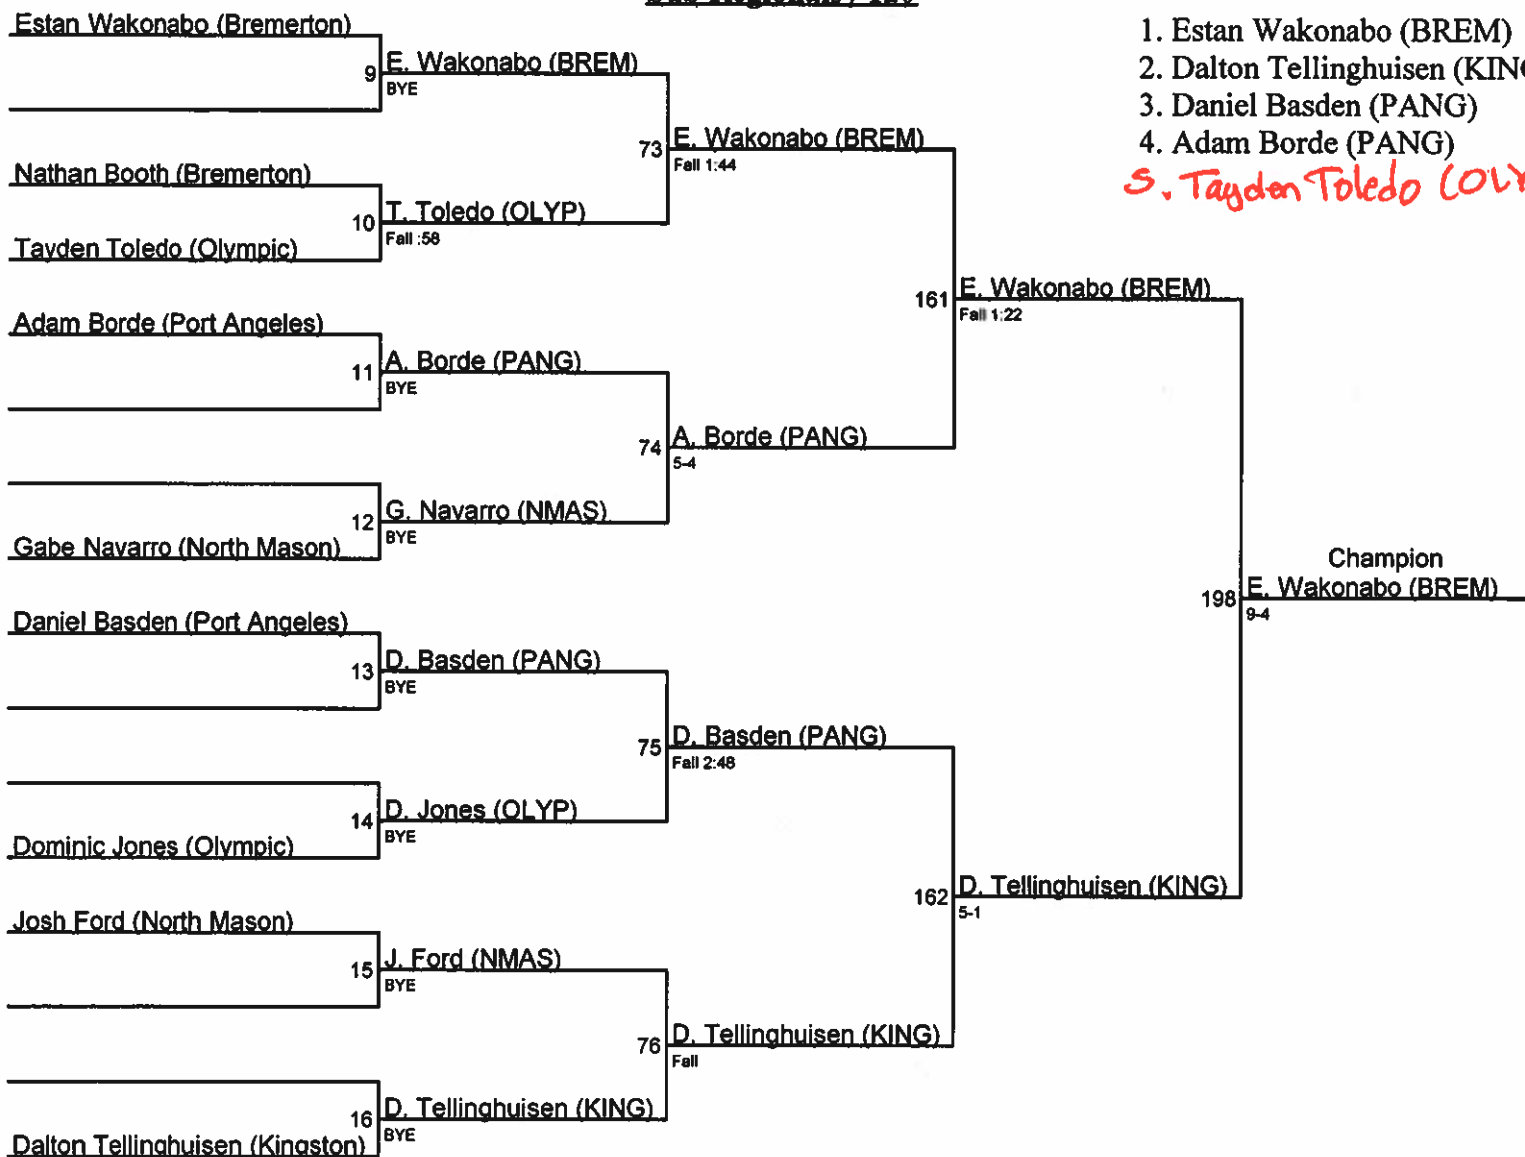 Estan Wakonabo (Bremerton)
9 E. Wakonabo (BREM)
BYE
73 E. Wakonabo (BREM)
Fall 1:44
Nathan Booth (Bremerton)
10 T. Toledo (OLYP)
Fall :58
Tayden Toledo (Olympic)
161 E. Wakonabo (BREM)
Fall 1:22
Adam Borde (Port Angeles)
11 A. Borde (PANG)
BYE
74 A. Borde (PANG)
5-4
12 G. Navarro (NMAS)
BYE
Gabe Navarro (North Mason)
Champion
198 E. Wakonabo (BREM)
9-4
Daniel Basden (Port Angeles)
13 D. Basden (PANG)
BYE
75 D. Basden (PANG)
Fall 2:48
14 D. Jones (OLYP)
BYE
Dominic Jones (Olympic)
162 D. Tellinghuisen (KING)
5-1
Josh Ford (North Mason)
15 J. Ford (NMAS)
BYE
76 D. Tellinghuisen (KING)
Fall
16 D. Tellinghuisen (KING)
BYE
Dalton Tellinghuisen (Kingston)
1. Estan Wakonabo (BREM)
2. Dalton Tellinghuisen (KING
3. Daniel Basden (PANG)
4. Adam Borde (PANG)
5. Tayden Toledo (OLY